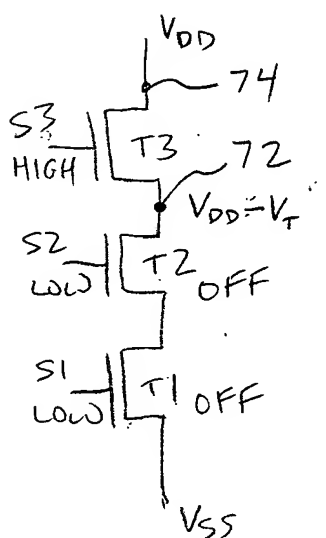 VDD
74
S3
HIGH
T3
72
VDD-VT
S2
LOW
T2
OFF
S1
LOW
T1
OFF
VSS